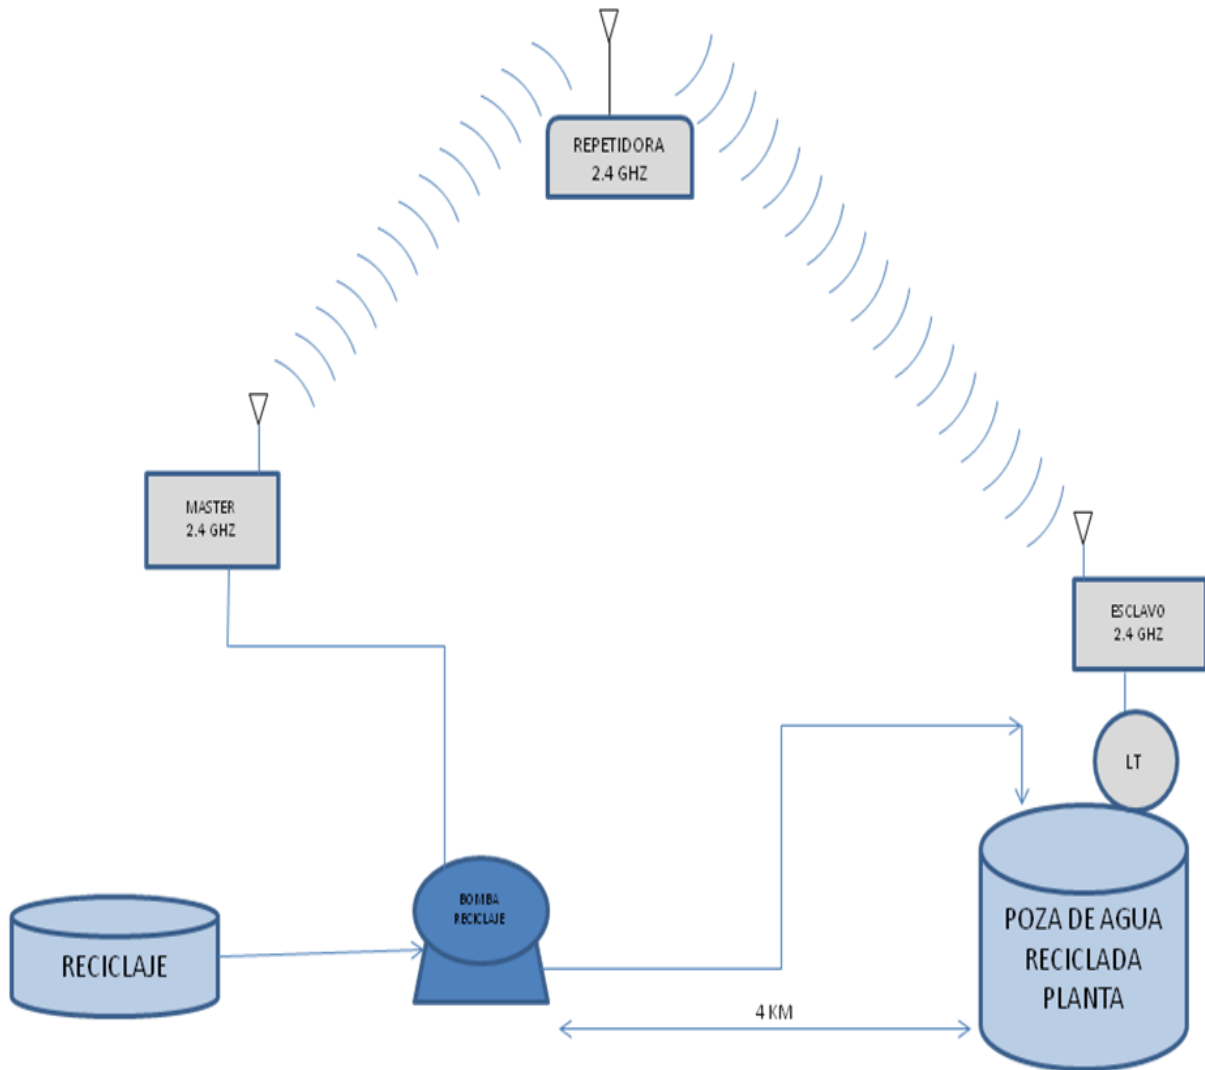 REPETIDORA
2.4 GHZ
MASTER
2.4 GHZ
ESCLAVO
2.4 GHZ
LT
BOMBA
RECICLAJE
RECICLAJE
POZA DE AGUA
RECICLADA
PLANTA
4 KM